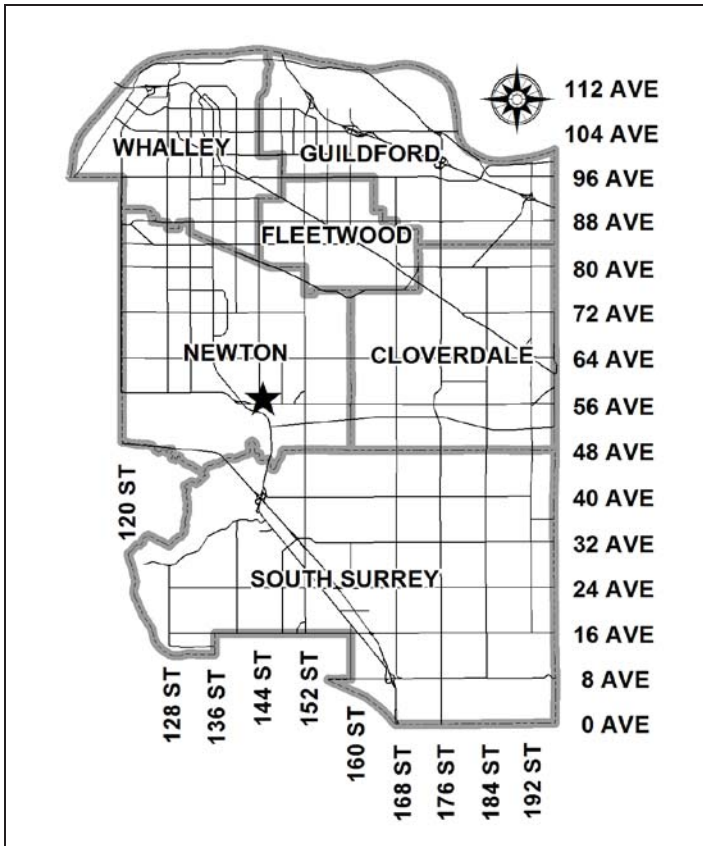 112 AVE
104 AVE
WHALLEY
GUILDFORD
96 AVE
88 AVE
FLEETWOOD
80 AVE
72 AVE
NEWTON
CLOVERDALE
64 AVE
56 AVE
48 AVE
120 ST
40 AVE
32 AVE
SOUTH SURREY
24 AVE
16 AVE
8 AVE
0 AVE
128 ST
136 ST
144 ST
152 ST
160 ST
168 ST
176 ST
184 ST
192 ST